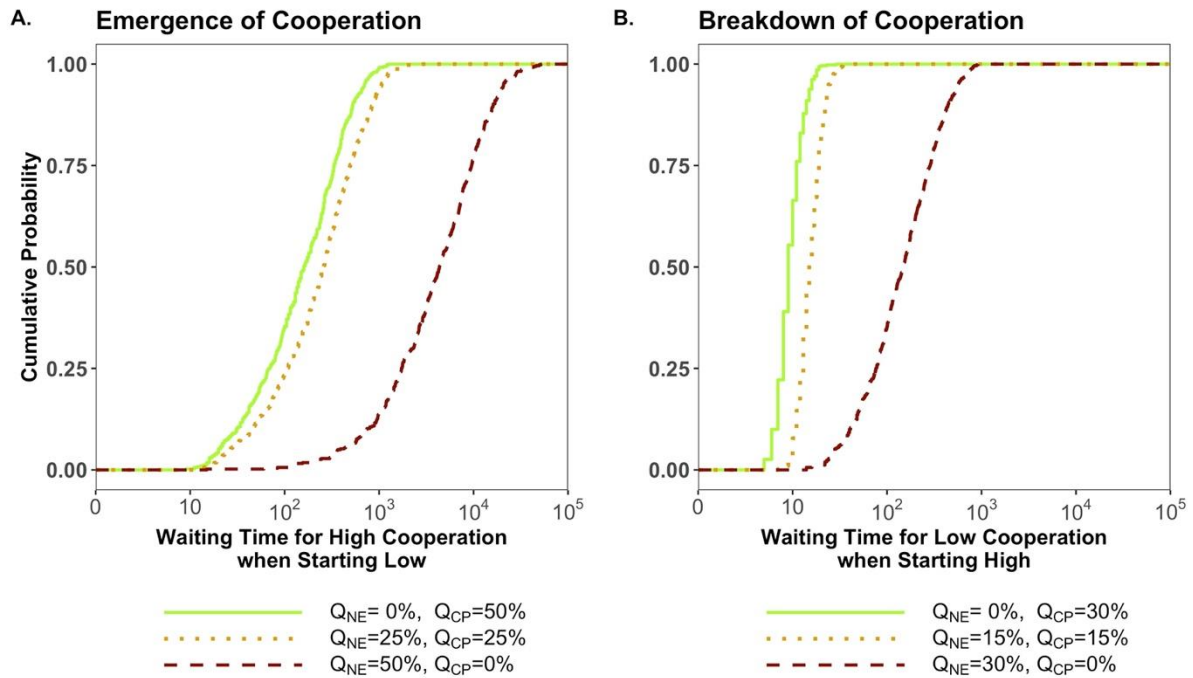 A. Emergence of Cooperation
Cumulative Probability
1.00
0.75
0.50
0.25
0.00
0 10 10² 10³ 10⁴ 10⁵
Waiting Time for High Cooperation
when Starting Low
Q_NE= 0%, Q_CP=50%
Q_NE=25%, Q_CP=25%
Q_NE=50%, Q_CP=0%
B. Breakdown of Cooperation
1.00
0.75
0.50
0.25
0.00
0 10 10² 10³ 10⁴ 10⁵
Waiting Time for Low Cooperation
when Starting High
Q_NE= 0%, Q_CP=30%
Q_NE=15%, Q_CP=15%
Q_NE=30%, Q_CP=0%